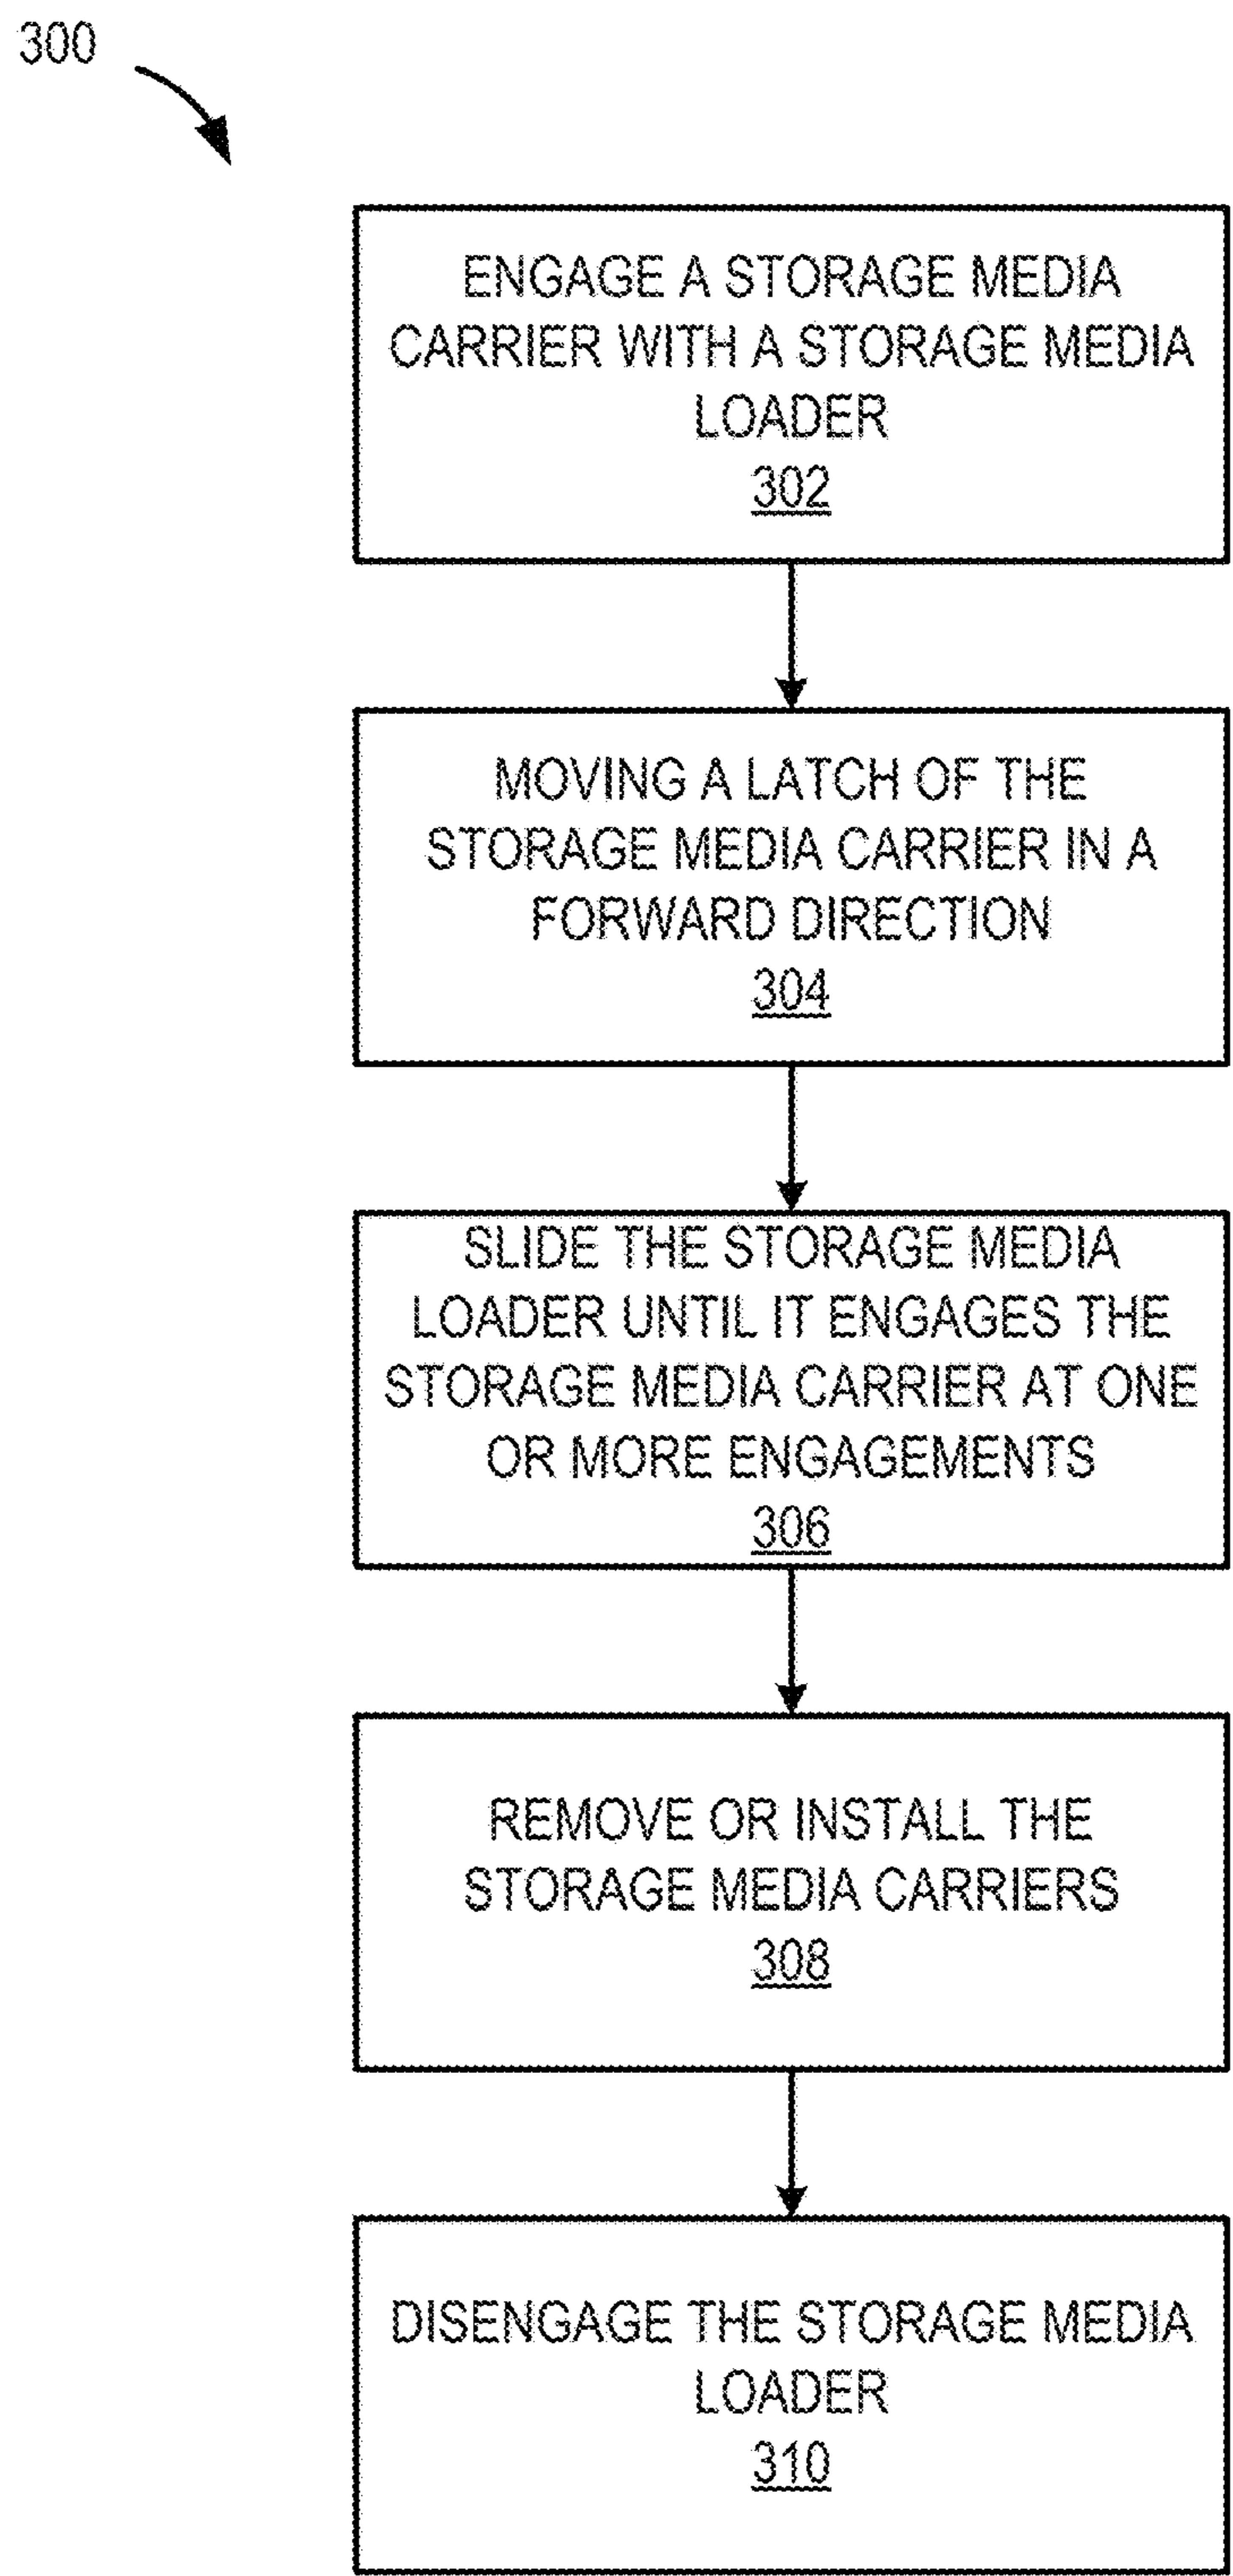 300
ENGAGE A STORAGE MEDIA
CARRIER WITH A STORAGE MEDIA
LOADER
302
MOVING A LATCH OF THE
STORAGE MEDIA CARRIER IN A
FORWARD DIRECTION
304
SLIDE THE STORAGE MEDIA
LOADER UNTIL IT ENGAGES THE
STORAGE MEDIA CARRIER AT ONE
OR MORE ENGAGEMENTS
306
REMOVE OR INSTALL THE
STORAGE MEDIA CARRIERS
308
DISENGAGE THE STORAGE MEDIA
LOADER
310